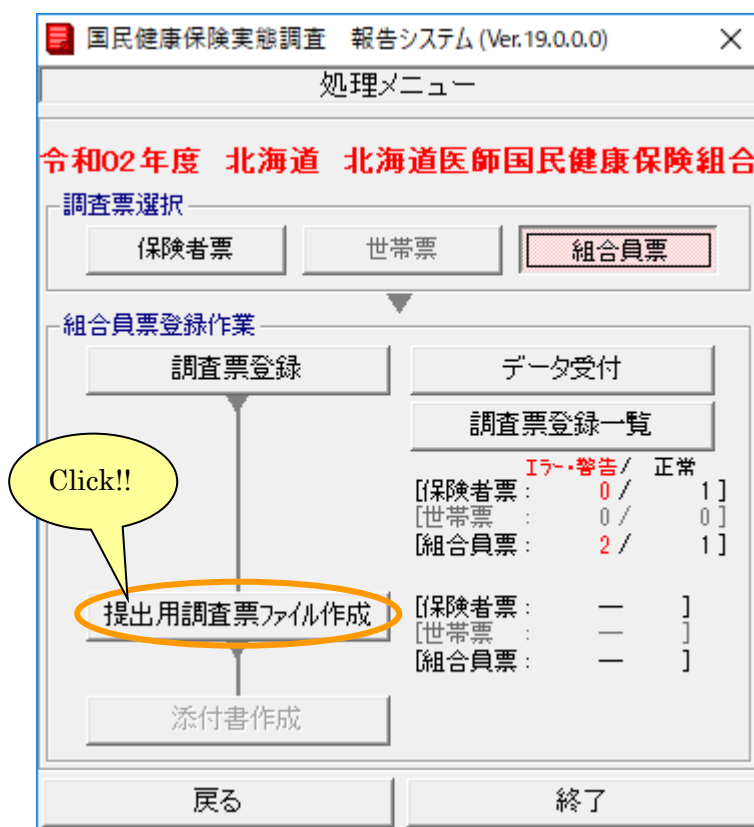 国民健康保険実態調査　報告システム (Ver.19.0.0.0)
処理メニュー
令和02年度　北海道　北海道医師国民健康保険組合
調査票選択
保険者票　世帯票　組合員票
組合員票登録作業
調査票登録　データ受付
調査票登録一覧
エラー・警告/　正常
[保険者票：　0 /　1 ]
[世帯票　：　0 /　0 ]
[組合員票：　2 /　1 ]
Click!!
提出用調査票ファイル作成
[保険者票：　―　]
[世帯票　：　―　]
[組合員票：　―　]
添付書作成
戻る　終了